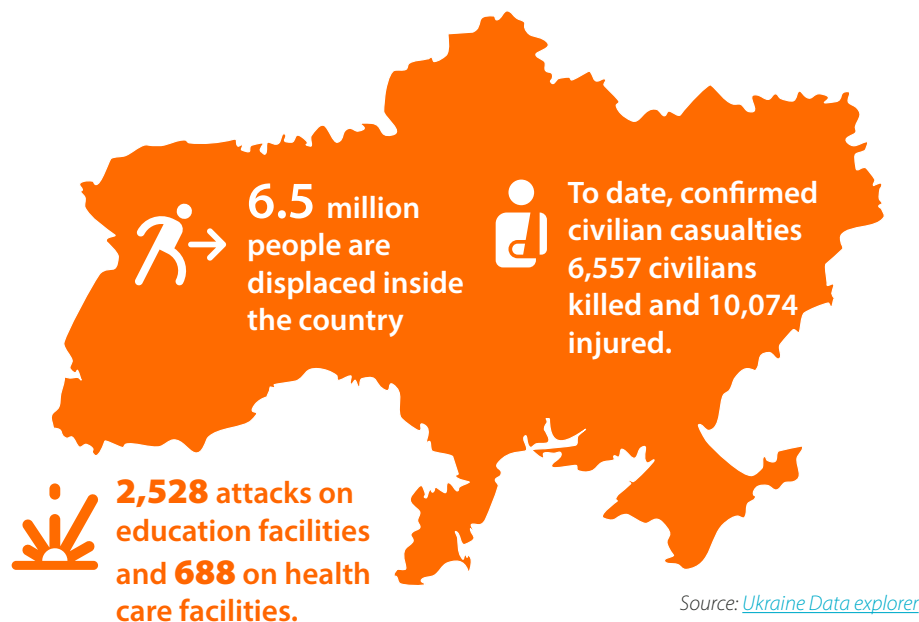 6.5 million
people are
displaced inside
the country
To date, confirmed
civilian casualties
6,557 civilians
killed and 10,074
injured.
2,528 attacks on
education facilities
and 688 on health
care facilities.
Source: Ukraine Data explorer